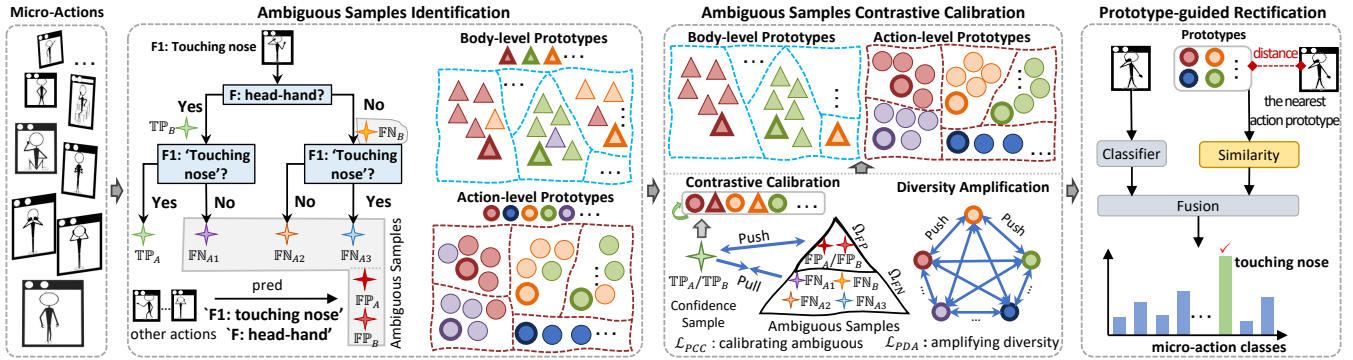 Micro-Actions
...
Ambiguous Samples Identification
F1: Touching nose
F: head-hand?
Yes
No
𝕋ℙ_B
𝔽ℕ_B
F1: 'Touching
nose'?
F1: 'Touching
nose'?
Yes
No
No
Yes
𝕋ℙ_A
𝔽ℕ_A1
𝔽ℕ_A2
𝔽ℕ_A3
𝔽ℙ_A
𝔽ℙ_B
Ambiguous Samples
other actions
pred
`F1: touching nose'
`F: head-hand'
Body-level Prototypes
...
Action-level Prototypes
...
Ambiguous Samples Contrastive Calibration
Body-level Prototypes
Action-level Prototypes
Contrastive Calibration
...
Push
Pull
𝕋ℙ_A/𝕋ℙ_B
Confidence
Sample
Ω_FP
𝔽ℙ_A/𝔽ℙ_B
Ω_FN
𝔽ℕ_A1
𝔽ℕ_B
𝔽ℕ_A2
𝔽ℕ_A3
Ambiguous Samples
ℒ_PCC : calibrating ambiguous
Diversity Amplification
Push
Push
Push
Push
...
ℒ_PDA : amplifying diversity
Prototype-guided Rectification
Prototypes
distance
the nearest
action prototype
Classifier
Similarity
Fusion
touching nose
...
micro-action classes